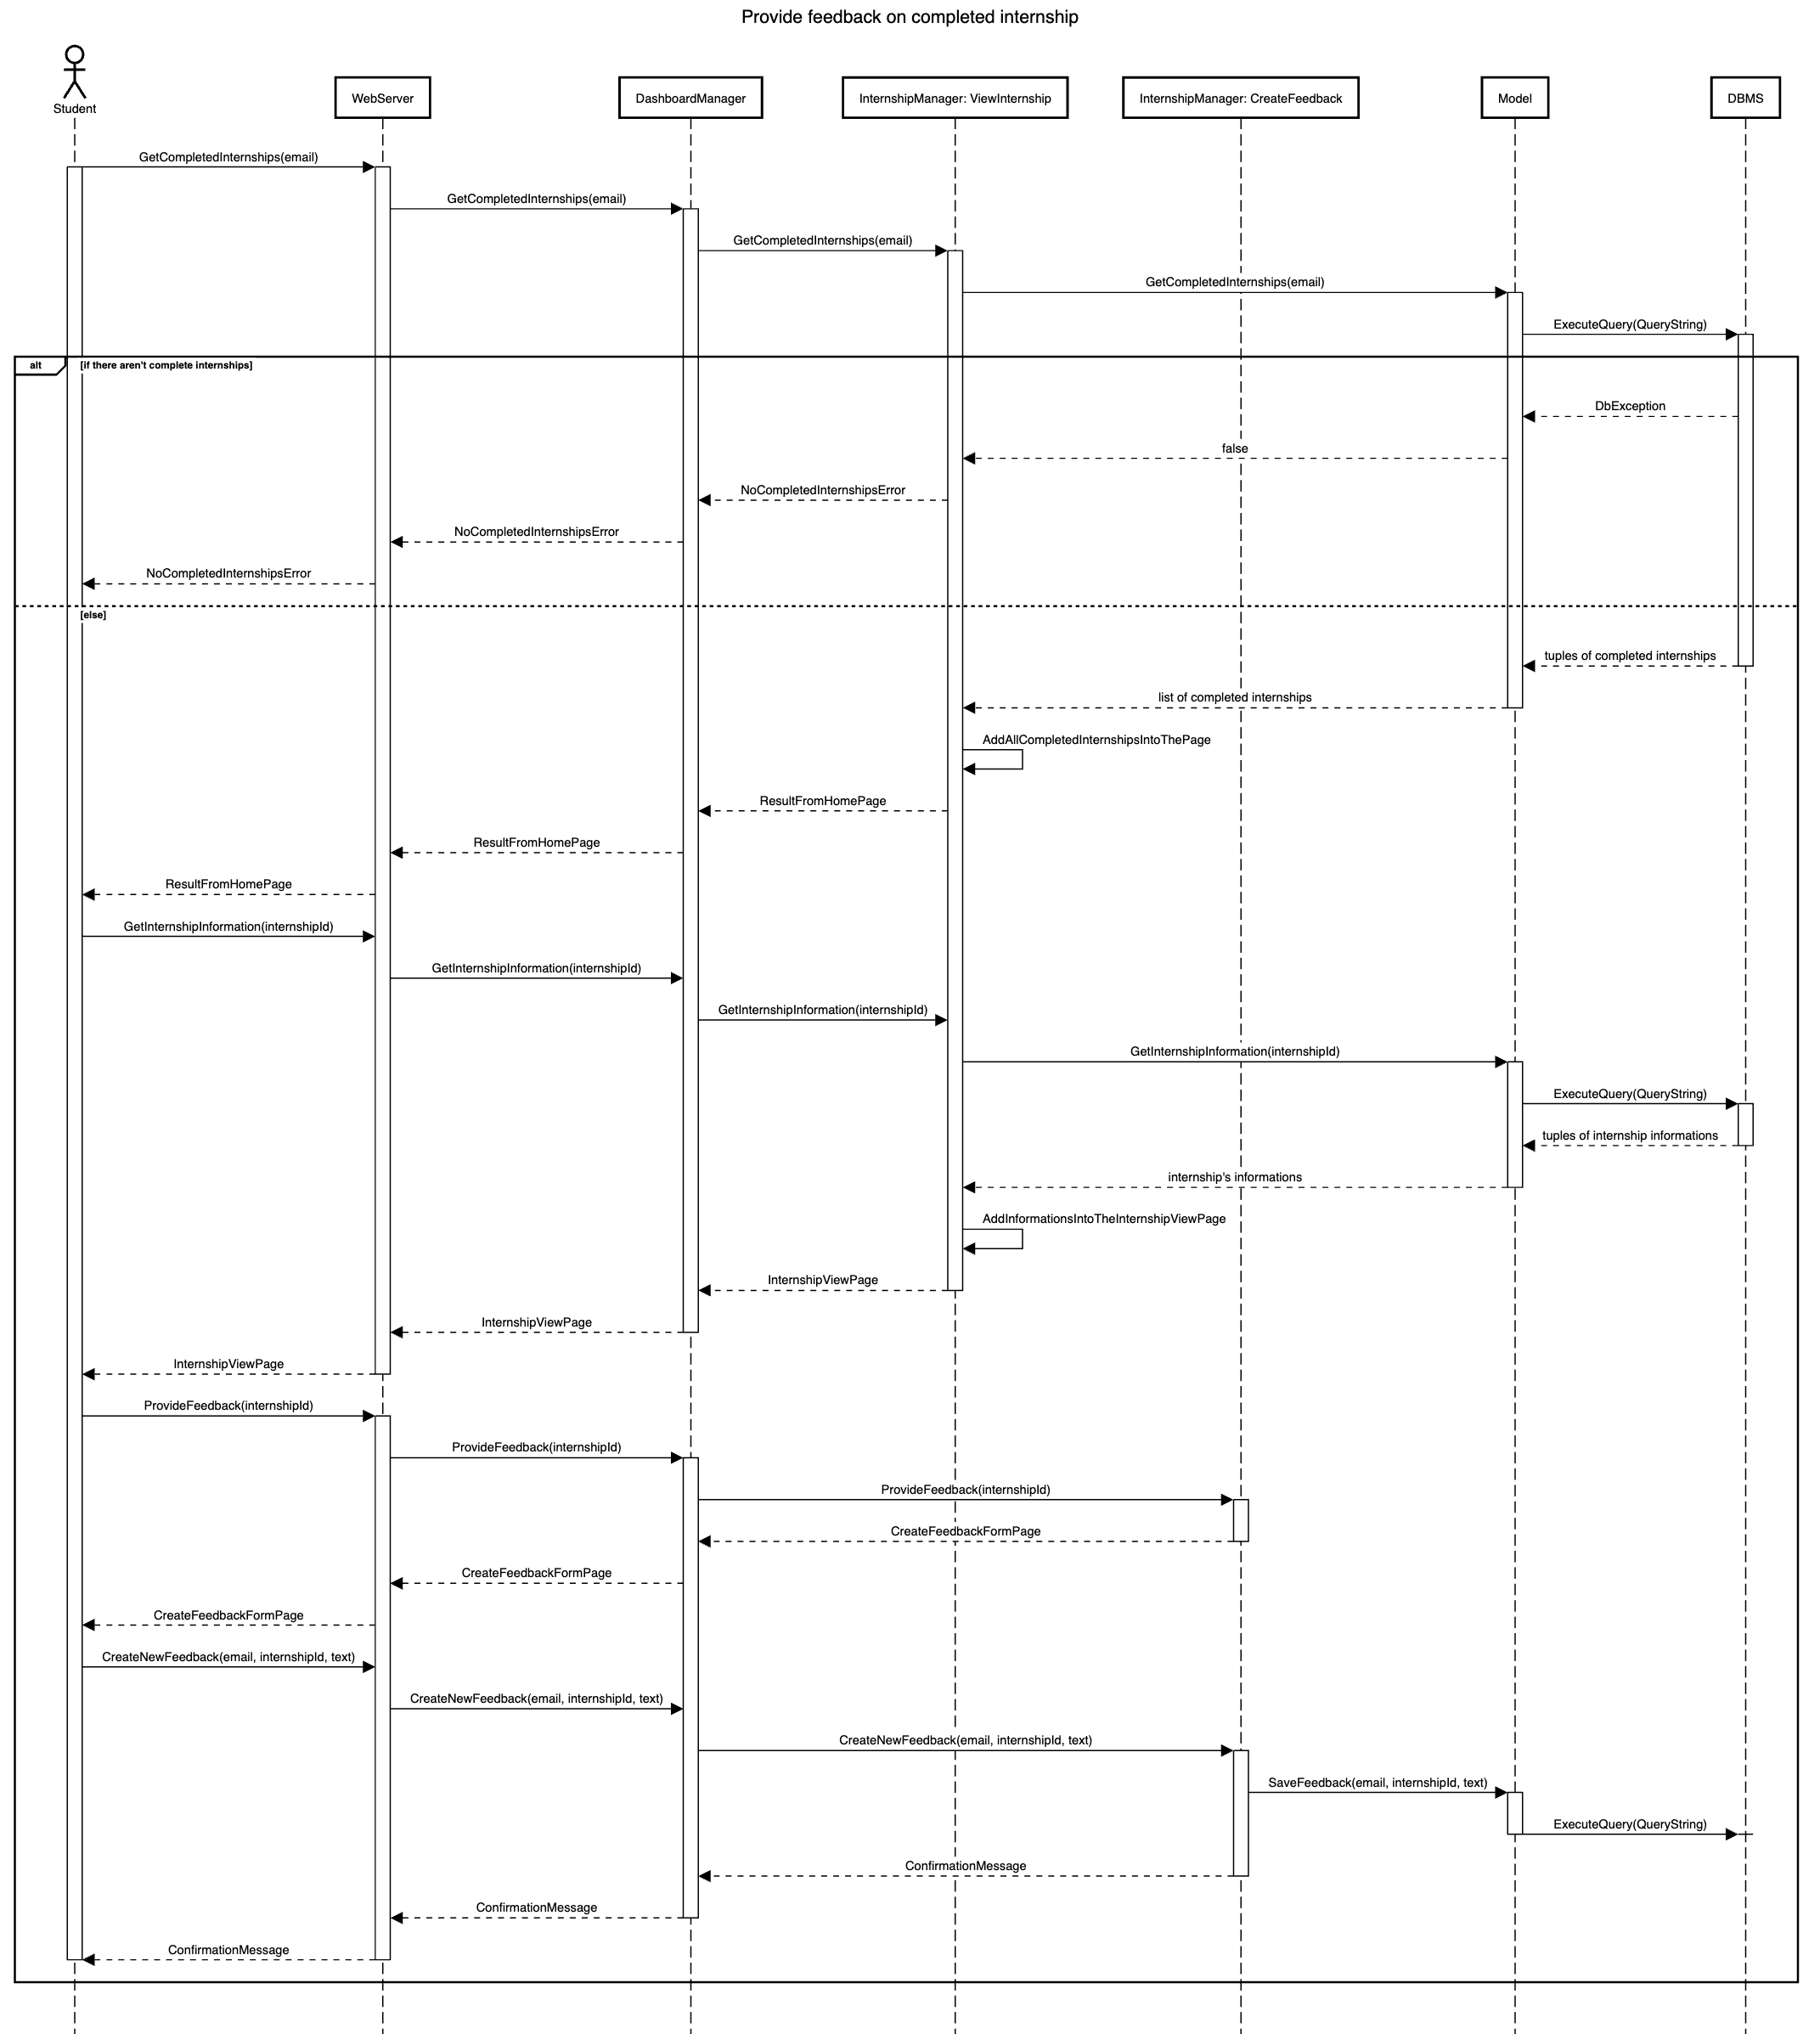 Provide feedback on completed internship
Student
WebServer
DashboardManager
InternshipManager: ViewInternship
InternshipManager: CreateFeedback
Model
DBMS
GetCompletedInternships(email)
GetCompletedInternships(email)
GetCompletedInternships(email)
GetCompletedInternships(email)
ExecuteQuery(QueryString)
alt
[if there aren't complete internships]
DbException
false
NoCompletedInternshipsError
NoCompletedInternshipsError
NoCompletedInternshipsError
[else]
tuples of completed internships
list of completed internships
AddAllCompletedInternshipsIntoThePage
ResultFromHomePage
ResultFromHomePage
ResultFromHomePage
GetInternshipInformation(internshipId)
GetInternshipInformation(internshipId)
GetInternshipInformation(internshipId)
GetInternshipInformation(internshipId)
ExecuteQuery(QueryString)
tuples of internship informations
internship's informations
AddInformationsIntoTheInternshipViewPage
InternshipViewPage
InternshipViewPage
InternshipViewPage
ProvideFeedback(internshipId)
ProvideFeedback(internshipId)
ProvideFeedback(internshipId)
CreateFeedbackFormPage
CreateFeedbackFormPage
CreateFeedbackFormPage
CreateNewFeedback(email, internshipId, text)
CreateNewFeedback(email, internshipId, text)
CreateNewFeedback(email, internshipId, text)
SaveFeedback(email, internshipId, text)
ExecuteQuery(QueryString)
ConfirmationMessage
ConfirmationMessage
ConfirmationMessage